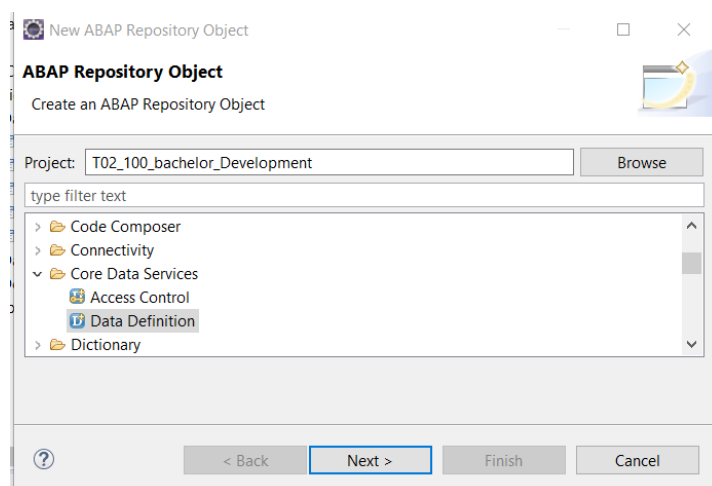 New ABAP Repository Object
ABAP Repository Object
Create an ABAP Repository Object
Project: T02_100_bachelor_Development Browse
type filter text
Code Composer
Connectivity
Core Data Services
Access Control
Data Definition
Dictionary
< Back Next > Finish Cancel